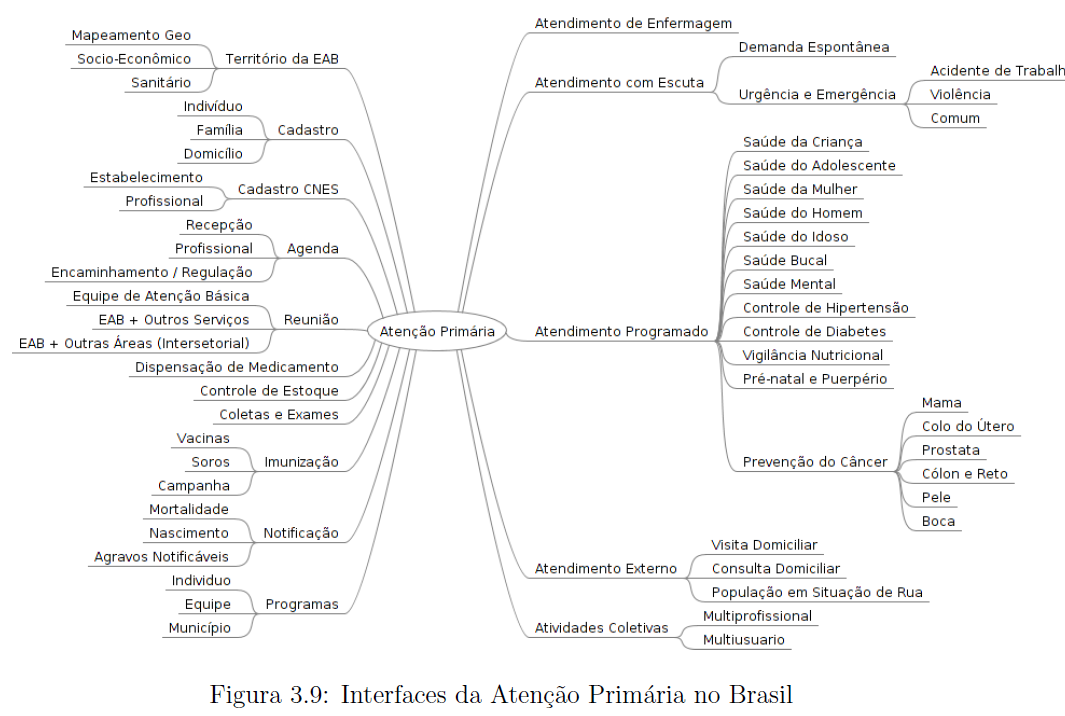 Mapeamento Geo
Socio-Econômico
Sanitário
Território da EAB
Indivíduo
Família
Domicílio
Cadastro
Estabelecimento
Profissional
Cadastro CNES
Recepção
Profissional
Encaminhamento / Regulação
Agenda
Equipe de Atenção Básica
EAB + Outros Serviços
EAB + Outras Áreas (Intersetorial)
Reunião
Dispensação de Medicamento
Controle de Estoque
Coletas e Exames
Vacinas
Soros
Campanha
Imunização
Mortalidade
Nascimento
Agravos Notificáveis
Notificação
Individuo
Equipe
Município
Programas
Atenção Primária
Atendimento de Enfermagem
Atendimento com Escuta
Demanda Espontânea
Urgência e Emergência
Acidente de Trabalh
Violência
Comum
Atendimento Programado
Saúde da Criança
Saúde do Adolescente
Saúde da Mulher
Saúde do Homem
Saúde do Idoso
Saúde Bucal
Saúde Mental
Controle de Hipertensão
Controle de Diabetes
Vigilância Nutricional
Pré-natal e Puerpério
Prevenção do Câncer
Mama
Colo do Útero
Prostata
Cólon e Reto
Pele
Boca
Atendimento Externo
Visita Domiciliar
Consulta Domiciliar
População em Situação de Rua
Atividades Coletivas
Multiprofissional
Multiusuario
Figura 3.9: Interfaces da Atenção Primária no Brasil